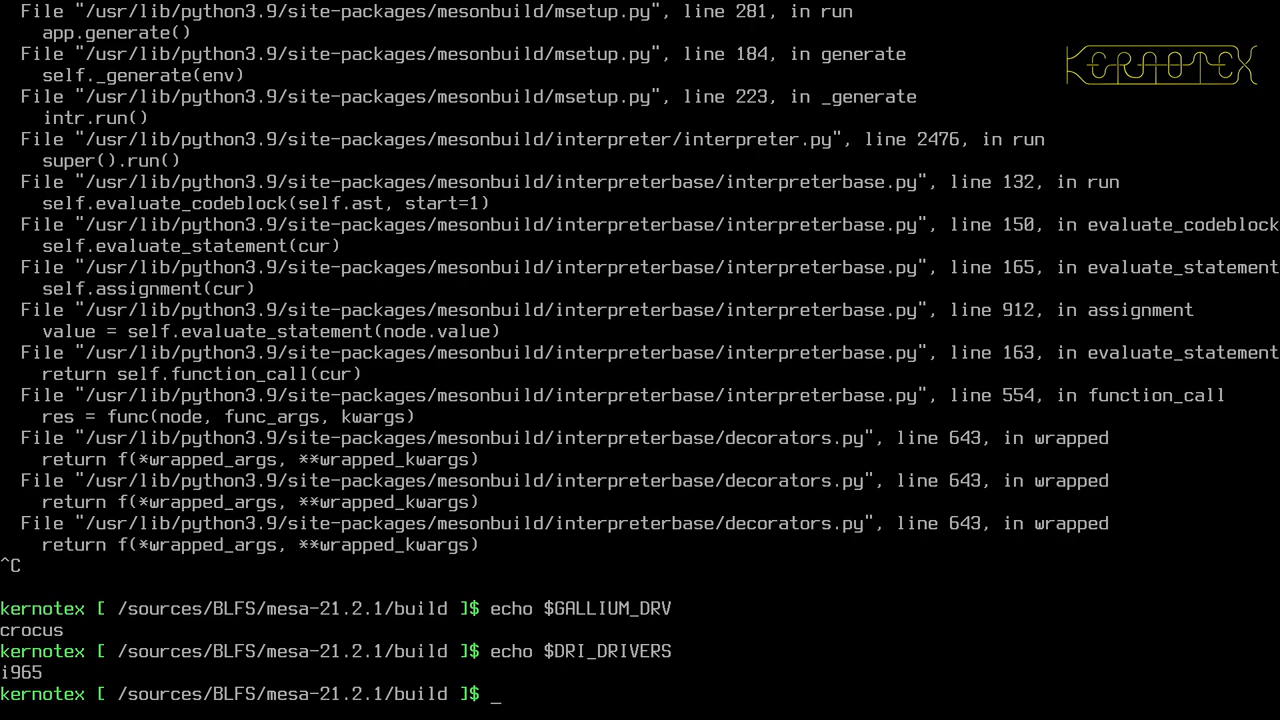 File "/usr/lib/python3.9/site-packages/mesonbuild/msetup.py", line 281, in run
    app.generate()
  File "/usr/lib/python3.9/site-packages/mesonbuild/msetup.py", line 184, in generate
    self._generate(env)
  File "/usr/lib/python3.9/site-packages/mesonbuild/msetup.py", line 223, in _generate
    intr.run()
  File "/usr/lib/python3.9/site-packages/mesonbuild/interpreter/interpreter.py", line 2476, in run
    super().run()
  File "/usr/lib/python3.9/site-packages/mesonbuild/interpreterbase/interpreterbase.py", line 132, in run
    self.evaluate_codeblock(self.ast, start=1)
  File "/usr/lib/python3.9/site-packages/mesonbuild/interpreterbase/interpreterbase.py", line 150, in evaluate_codeblock
    self.evaluate_statement(cur)
  File "/usr/lib/python3.9/site-packages/mesonbuild/interpreterbase/interpreterbase.py", line 165, in evaluate_statement
    self.assignment(cur)
  File "/usr/lib/python3.9/site-packages/mesonbuild/interpreterbase/interpreterbase.py", line 912, in assignment
    value = self.evaluate_statement(node.value)
  File "/usr/lib/python3.9/site-packages/mesonbuild/interpreterbase/interpreterbase.py", line 163, in evaluate_statement
    return self.function_call(cur)
  File "/usr/lib/python3.9/site-packages/mesonbuild/interpreterbase/interpreterbase.py", line 554, in function_call
    res = func(node, func_args, kwargs)
  File "/usr/lib/python3.9/site-packages/mesonbuild/interpreterbase/decorators.py", line 643, in wrapped
    return f(*wrapped_args, **wrapped_kwargs)
  File "/usr/lib/python3.9/site-packages/mesonbuild/interpreterbase/decorators.py", line 643, in wrapped
    return f(*wrapped_args, **wrapped_kwargs)
  File "/usr/lib/python3.9/site-packages/mesonbuild/interpreterbase/decorators.py", line 643, in wrapped
    return f(*wrapped_args, **wrapped_kwargs)
^C
kernotex [ /sources/BLFS/mesa-21.2.1/build ]$ echo $GALLIUM_DRV
crocus
kernotex [ /sources/BLFS/mesa-21.2.1/build ]$ echo $DRI_DRIVERS
i965
kernotex [ /sources/BLFS/mesa-21.2.1/build ]$ _
KERNOTEX